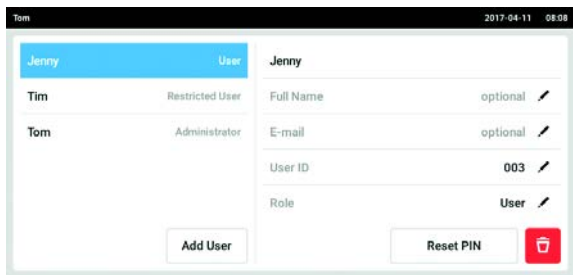 Tom 2017-04-11 08:08
Jenny User
Tim Restricted User
Tom Administrator
Add User
Jenny
Full Name optional
E-mail optional
User ID 003
Role User
Reset PIN